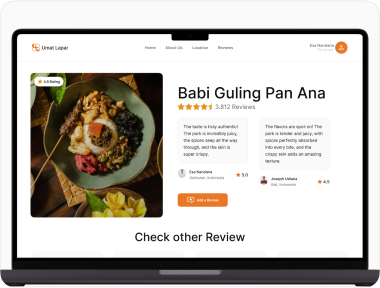 Umat Lapar
Home
About Us
Location
Reviews
Esa Nandana
4.8 Rating
Babi Guling Pan Ana
3.812 Reviews
The taste is truly authentic!
The pork is incredibly juicy,
the spices seep all the way
through, and the skin is
super crispy.
Esa Nandana
Indonesia
5.0
The flavors are spot-on! The
pork is tender and juicy, with
spices perfectly absorbed
into every bite, and the
crispy skin adds an amazing
texture.
Joseph
Bali, Indonesia
4.5
Add a Review
Check other Review